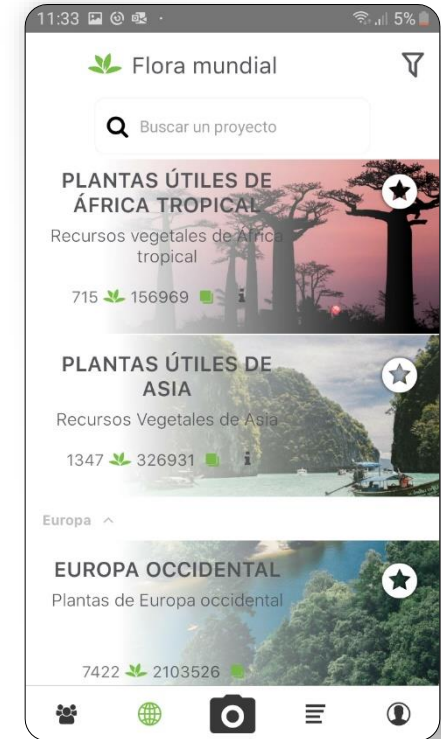 11:33 5%
Flora mundial
Buscar un proyecto
PLANTAS ÚTILES DE
ÁFRICA TROPICAL
Recursos vegetales de África
tropical
715 156969 i
PLANTAS ÚTILES DE
ASIA
Recursos Vegetales de Asia
1347 326931 i
Europa
EUROPA OCCIDENTAL
Plantas de Europa occidental
7422 2103526